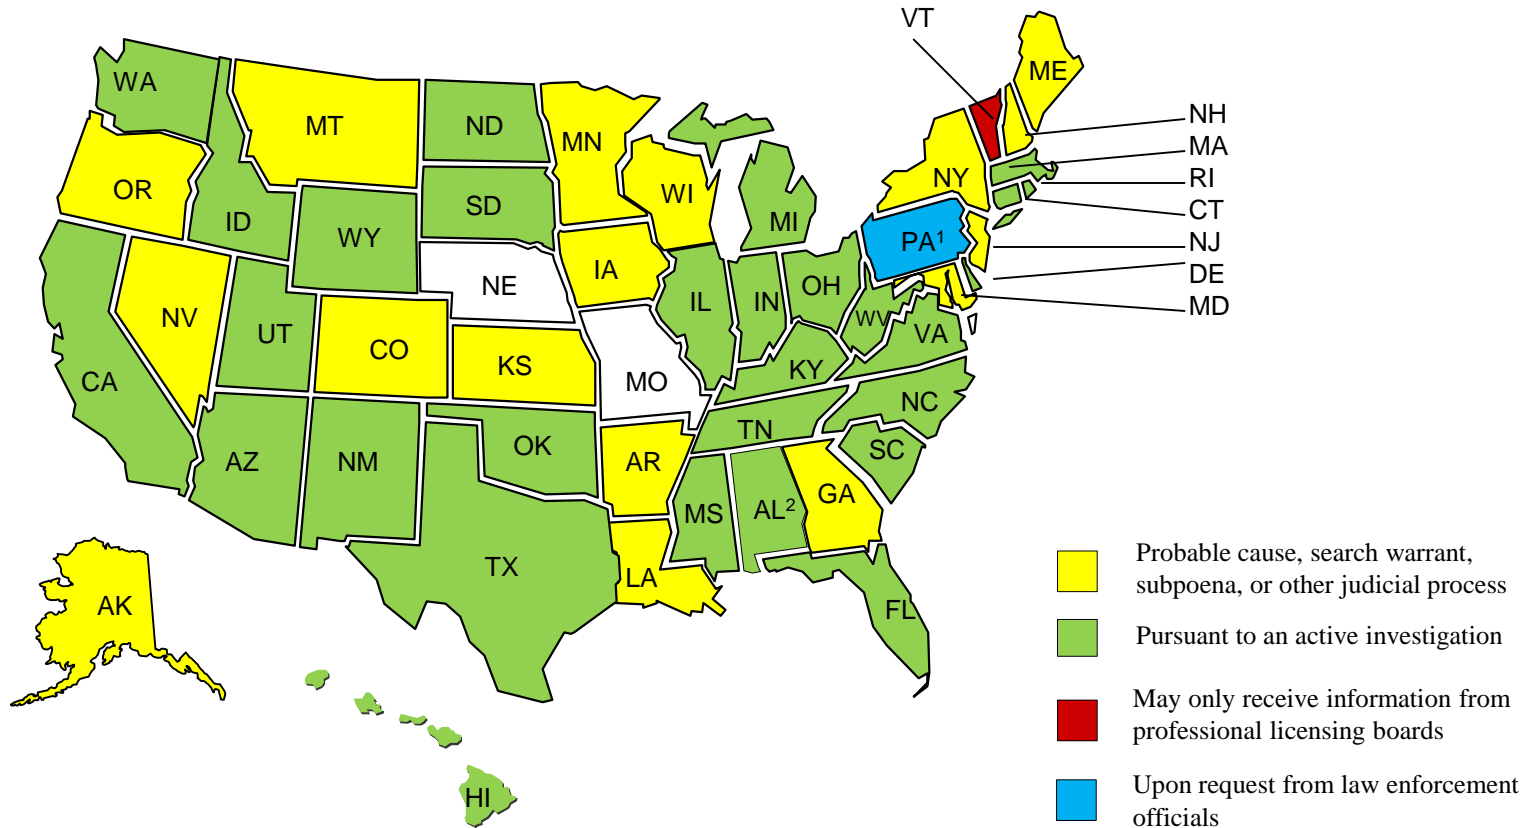 VT
WA
MT
ND
MN
ME
OR
ID
WY
SD
WI
MI
NY
NH
MA
RI
CT
NJ
DE
MD
PA¹
NE
IA
NV
UT
CO
KS
MO
IL
IN
OH
WV
VA
KY
CA
AZ
NM
OK
AR
TN
NC
SC
MS
AL²
GA
TX
LA
FL
AK
HI
Probable cause, search warrant,
subpoena, or other judicial process
Pursuant to an active investigation
May only receive information from
professional licensing boards
Upon request from law enforcement
officials